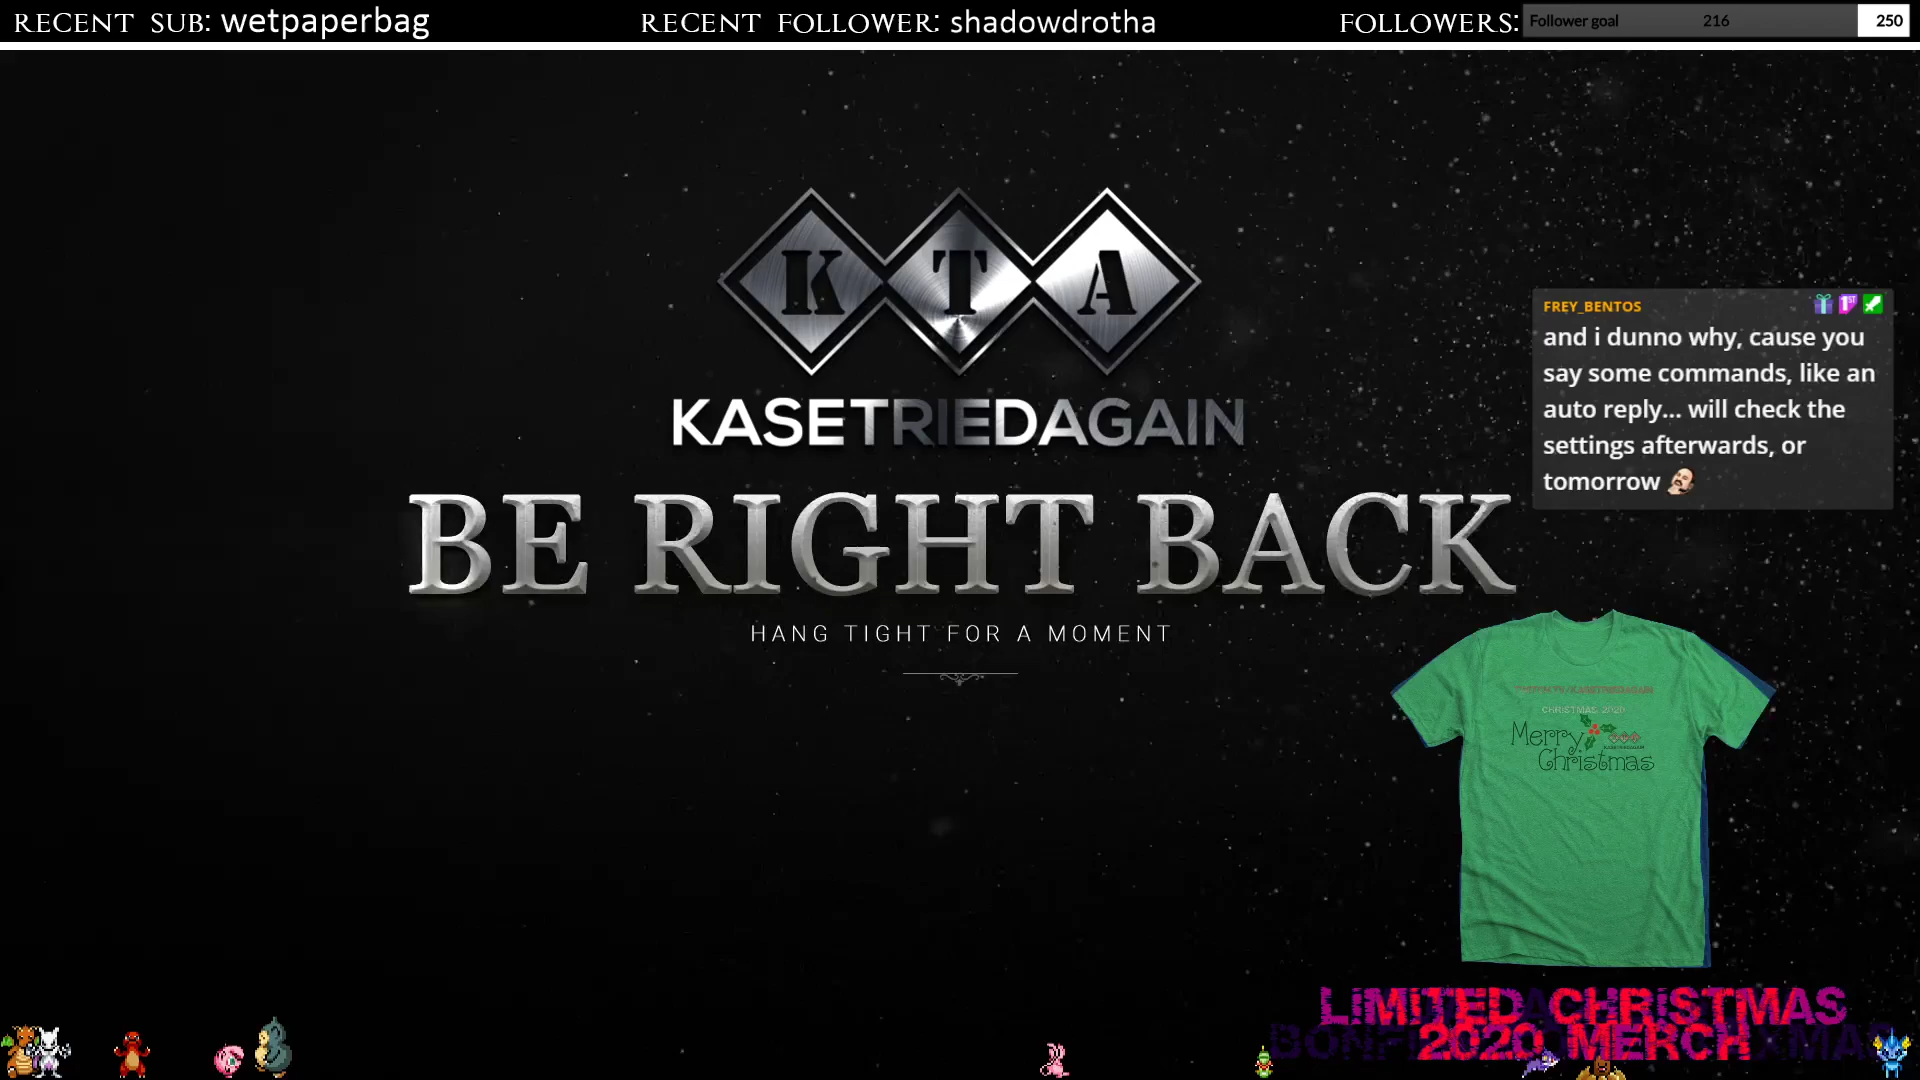 RECENT SUB: wetpaperbag
RECENT FOLLOWER: shadowdrotha
FOLLOWERS: Follower goal 216 250
K T A
KASETRIEDAGAIN
BE RIGHT BACK
HANG TIGHT FOR A MOMENT
FREY_BENTOS
1ST
and i dunno why, cause you
say some commands, like an
auto reply... will check the
settings afterwards, or
tomorrow
CHRISTMAS 2020
Merry
Christmas
LIMITED CHRISTMAS
2020 MERCH